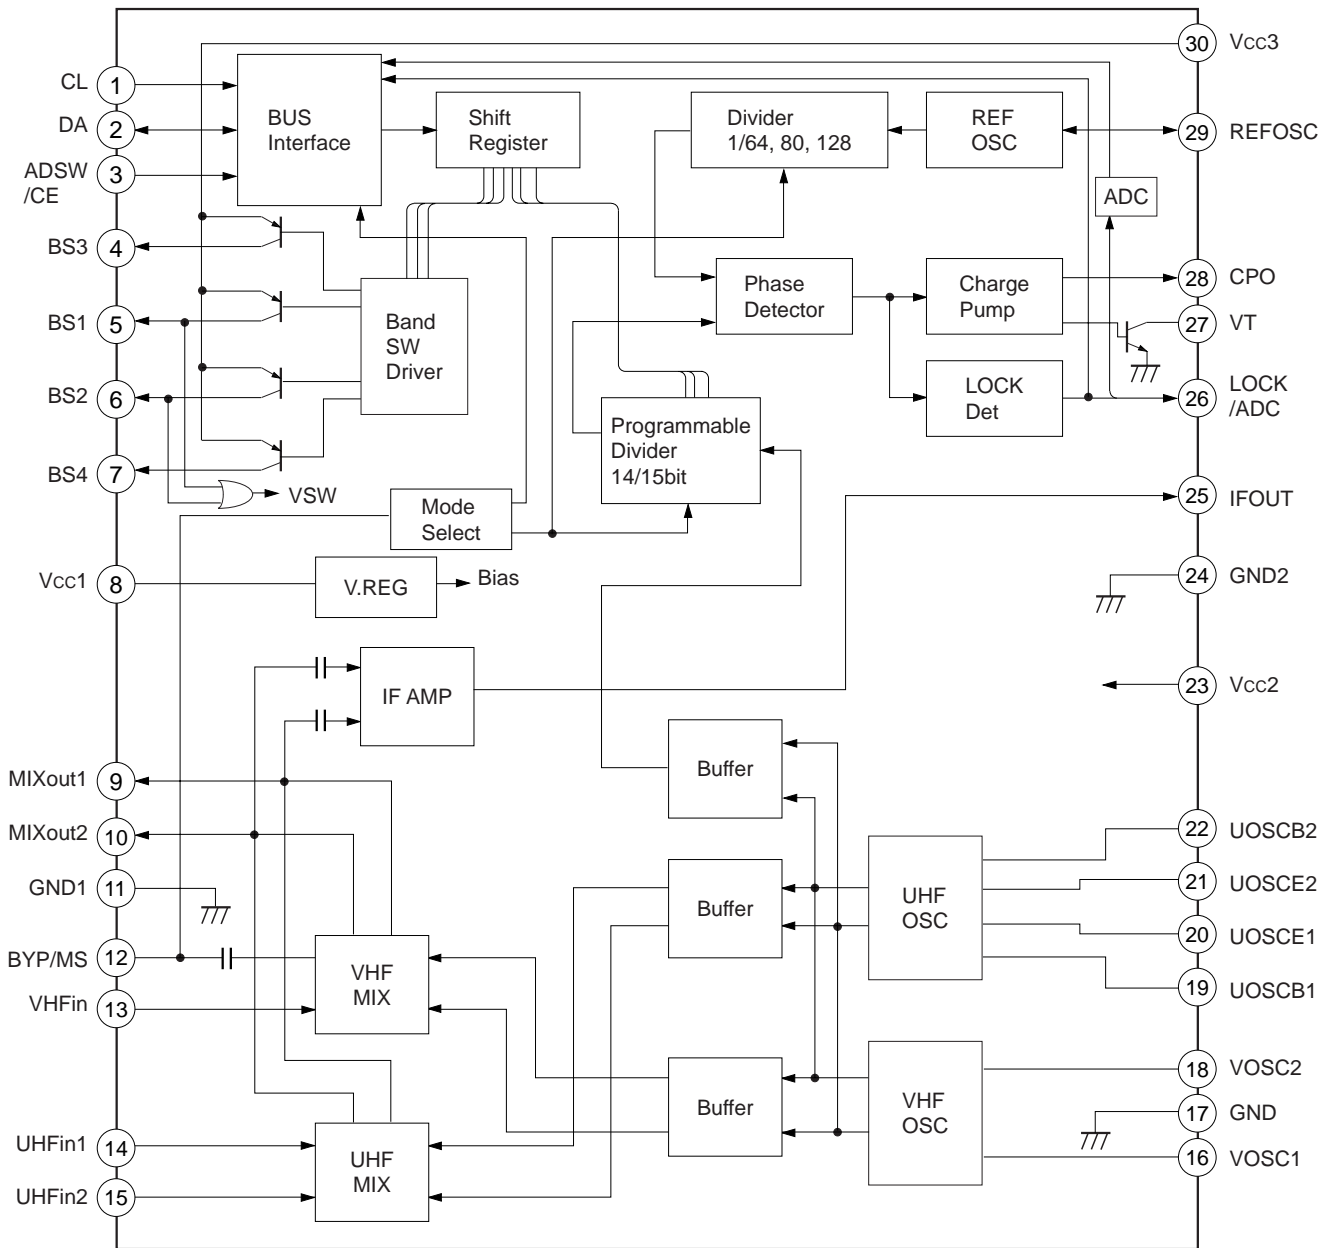 CL
1
DA
2
ADSW
/CE
3
BS3
4
BS1
5
BS2
6
BS4
7
Vcc1
8
MIXout1
9
MIXout2
10
GND1
11
BYP/MS
12
VHFin
13
UHFin1
14
UHFin2
15
BUS
Interface
Shift
Register
Divider
1/64, 80, 128
REF
OSC
ADC
Band
SW
Driver
Phase
Detector
Charge
Pump
LOCK
Det
Programmable
Divider
14/15bit
VSW
Mode
Select
V.REG
Bias
IF AMP
Buffer
Buffer
UHF
OSC
VHF
MIX
Buffer
VHF
OSC
UHF
MIX
30
Vcc3
29
REFOSC
28
CPO
27
VT
26
LOCK
/ADC
25
IFOUT
24
GND2
23
Vcc2
22
UOSCB2
21
UOSCE2
20
UOSCE1
19
UOSCB1
18
VOSC2
17
GND
16
VOSC1